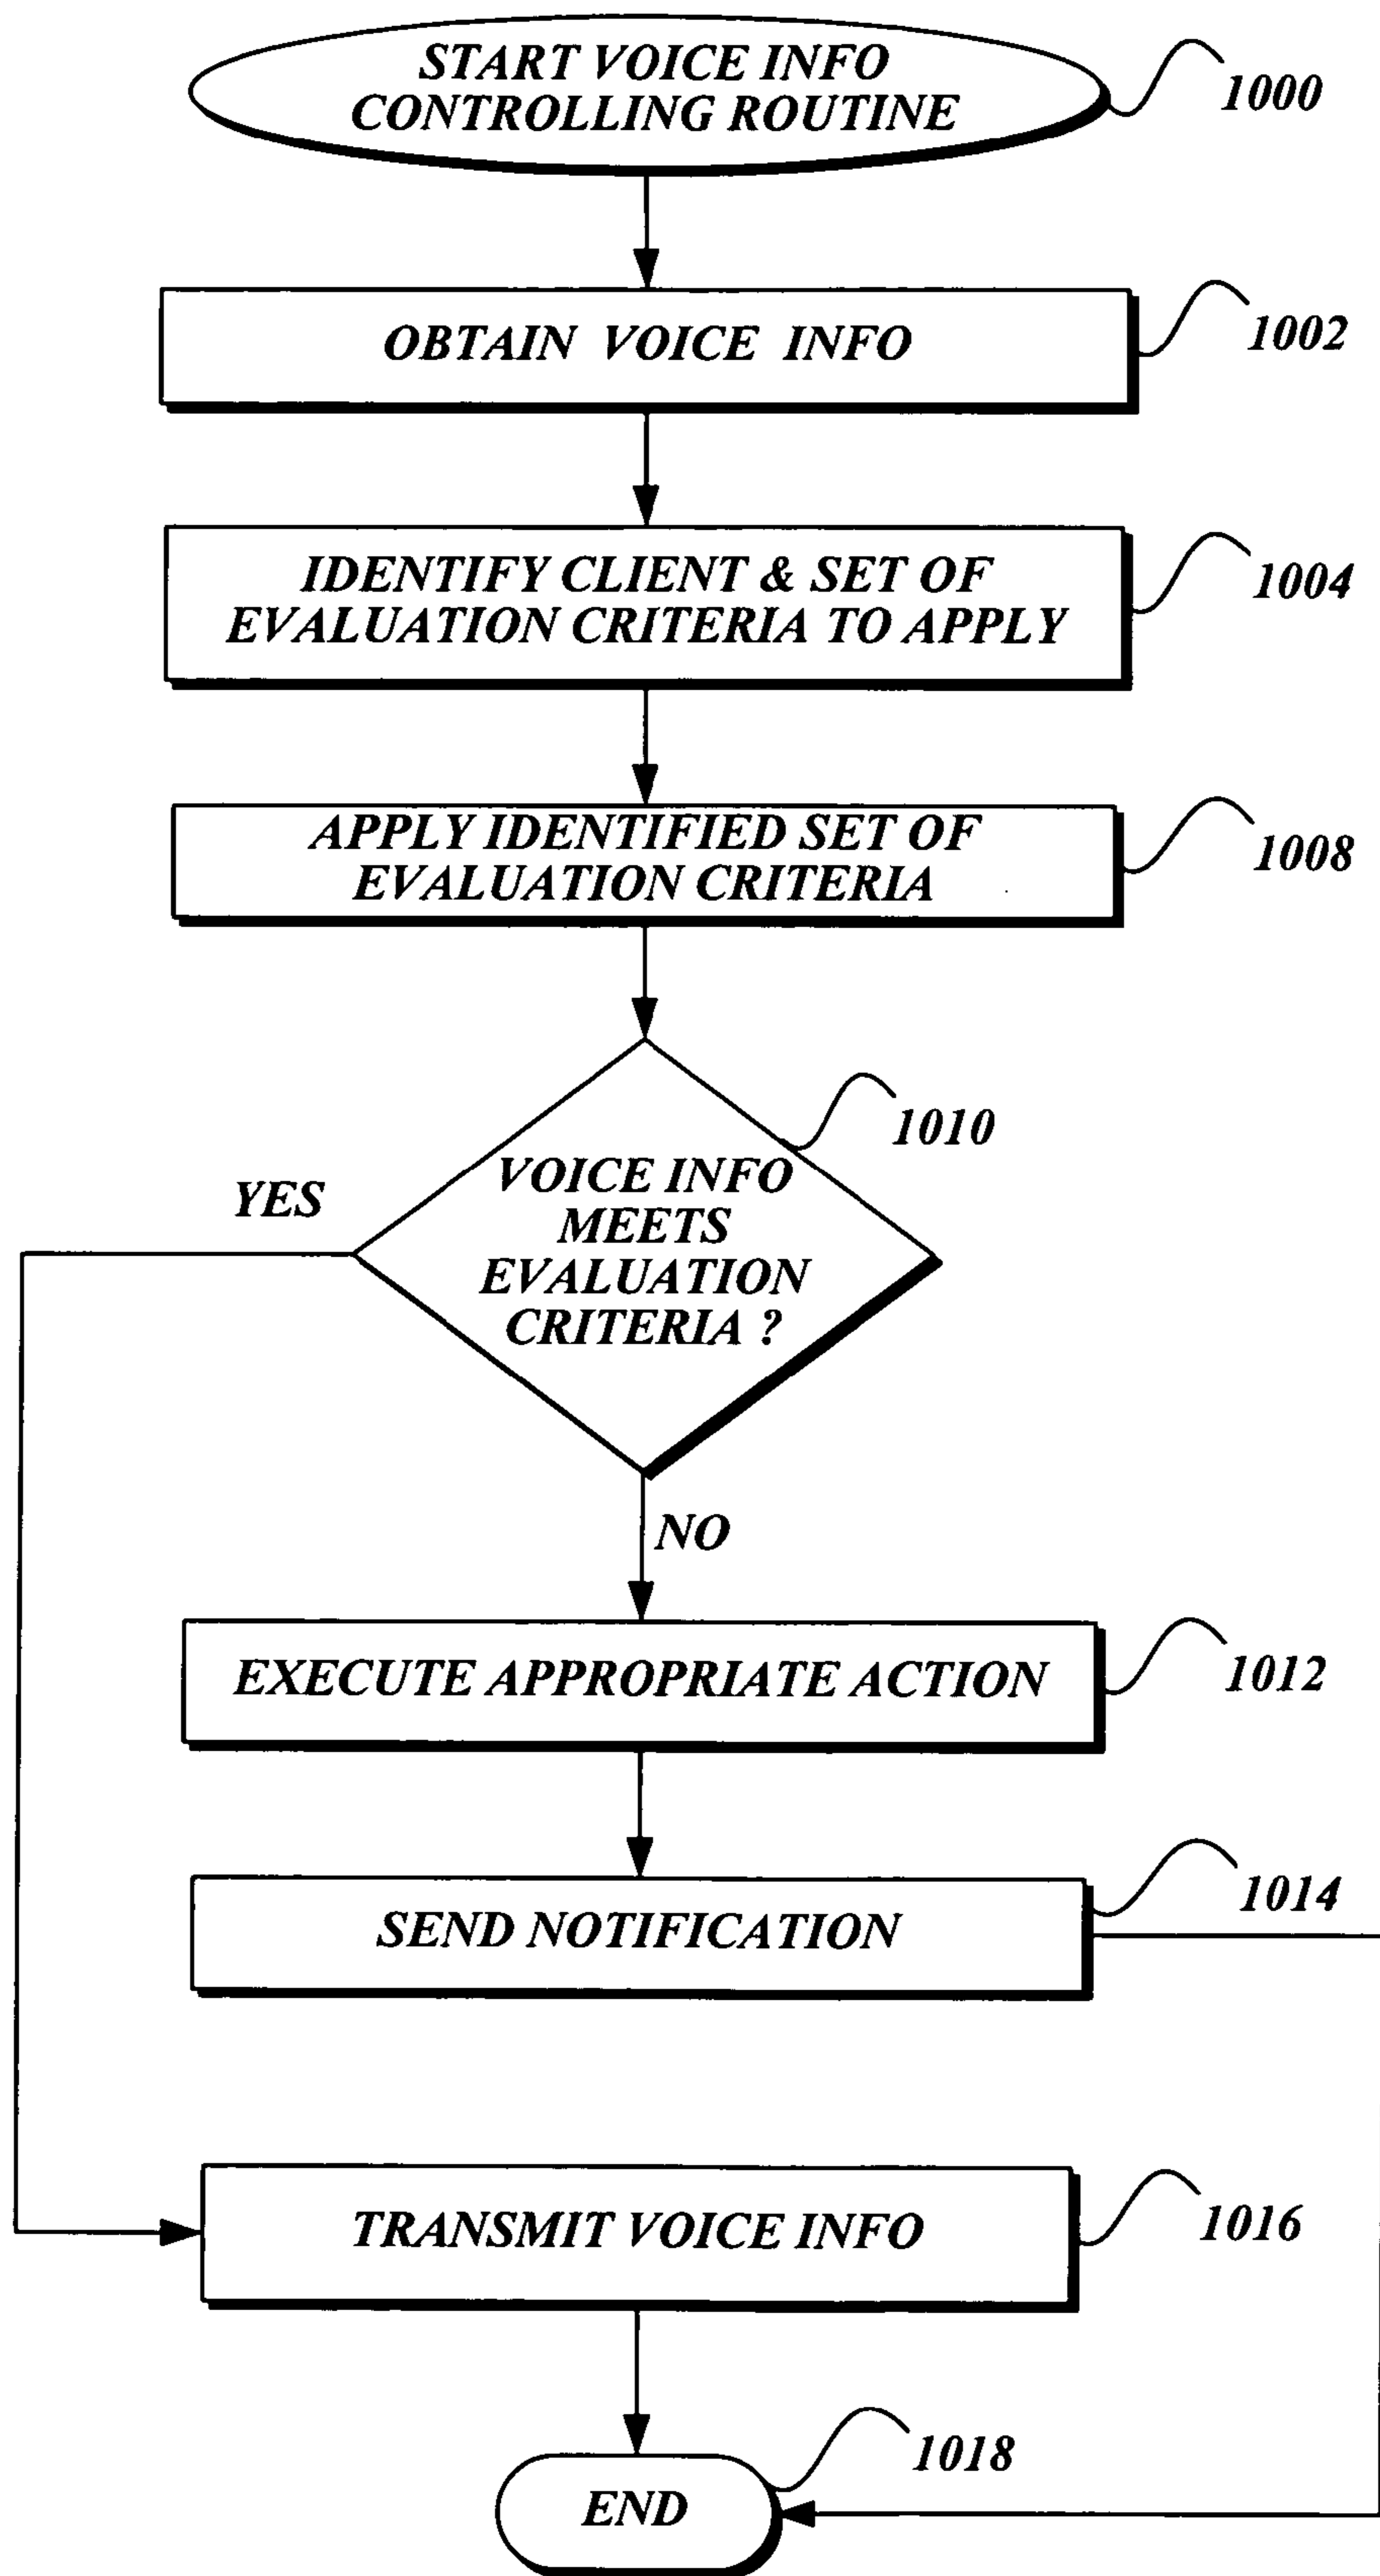 START VOICE INFO
CONTROLLING ROUTINE
1000
OBTAIN VOICE INFO
1002
IDENTIFY CLIENT & SET OF
EVALUATION CRITERIA TO APPLY
1004
APPLY IDENTIFIED SET OF
EVALUATION CRITERIA
1008
1010
VOICE INFO
MEETS
EVALUATION
CRITERIA ?
YES
NO
EXECUTE APPROPRIATE ACTION
1012
SEND NOTIFICATION
1014
TRANSMIT VOICE INFO
1016
END
1018